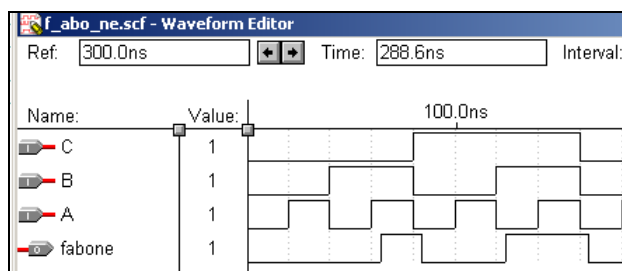 f_abo_ne.scf - Waveform Editor
Ref: 300.0ns Time: 288.6ns Interval:
Name: Value: 100.0ns
C 1
B 1
A 1
fabone 1